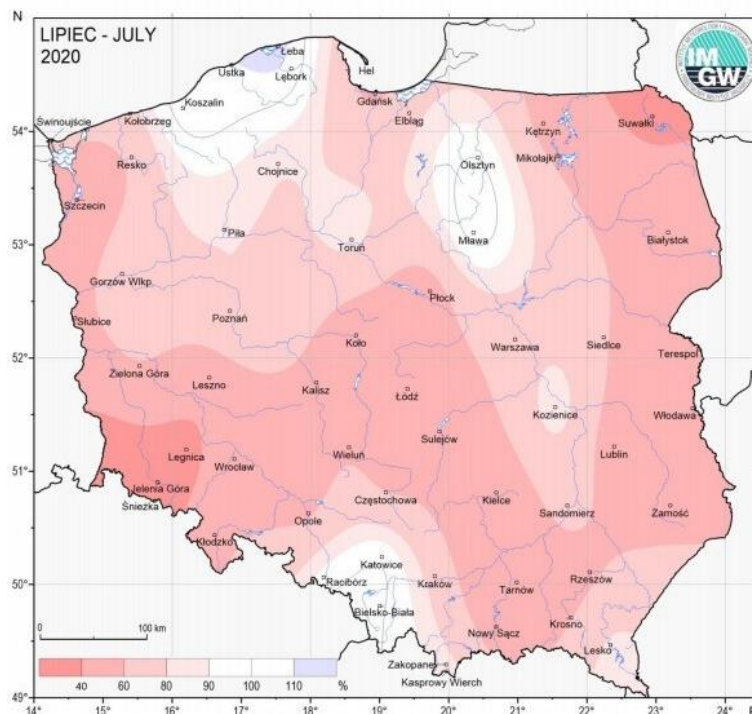 N
LIPIEC - JULY
2020
IM
GW
Łeba
Ustka
Lębork
Hel
Koszalin
Gdańsk
Świnoujście
Kołobrzeg
Elbląg
54°
Kętrzyn
Suwałki
Resko
Chojnice
Olsztyn
Mikołajki
Szczecin
53°
Piła
Toruń
Mława
Białystok
Gorzów Wlkp.
Płock
Słubice
Poznań
Koło
Warszawa
Siedlce
Terespol
52°
Zielona Góra
Leszno
Kalisz
Łódź
Kozienice
Włodawa
Sulejów
Legnica
Wrocław
Wieluń
Lublin
51°
Jelenia Góra
Śnieżka
Częstochowa
Kielce
Sandomierz
Zamość
Opole
Kłodzko
Katowice
50°
Racibórz
Kraków
Tarnów
Rzeszów
Bielsko-Biała
0 100 km
Nowy Sącz
Krosno
Lesko
Zakopane
Kasprowy Wierch
40 60 80 90 100 110 %
49°
14° 15° 16° 17° 18° 19° 20° 21° 22° 23° 24°